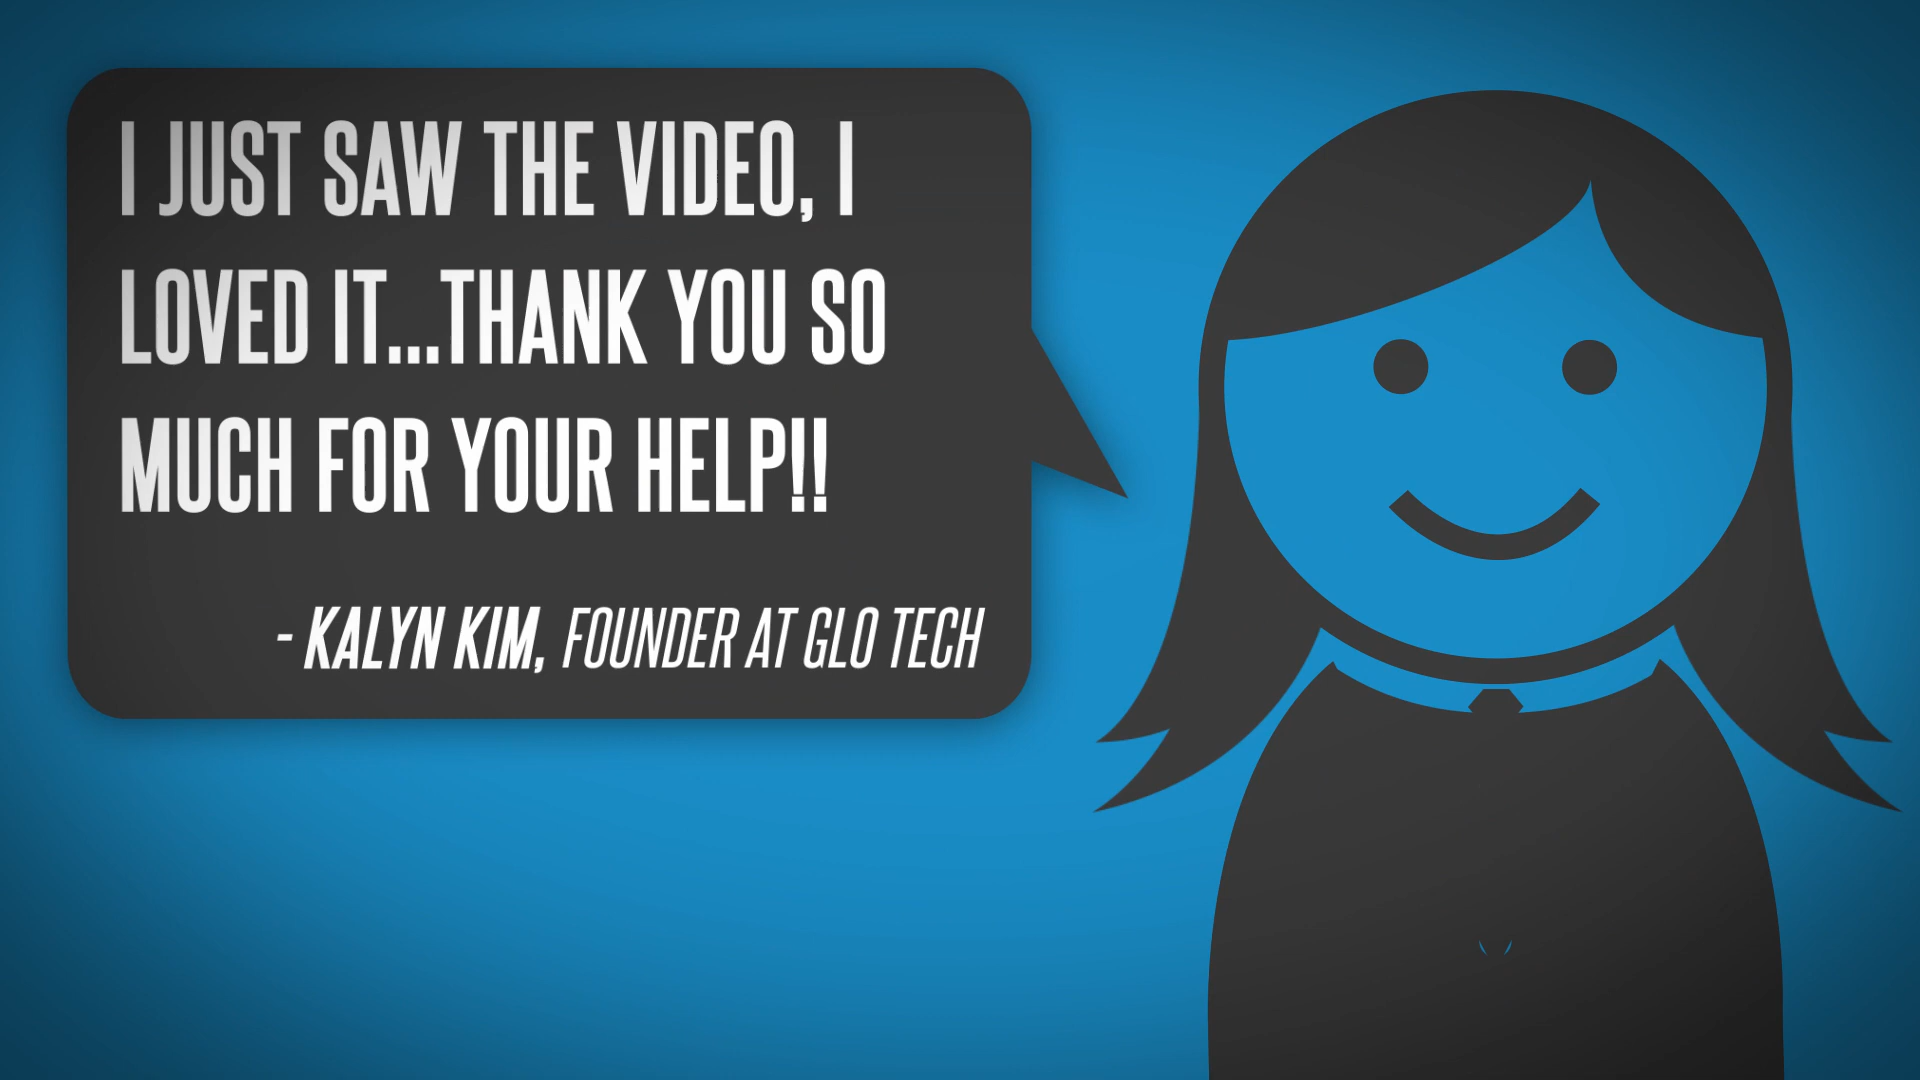 I JUST SAW THE VIDEO, I
LOVED IT...THANK YOU SO
MUCH FOR YOUR HELP!!
- KALYN KIM, FOUNDER AT GLO TECH